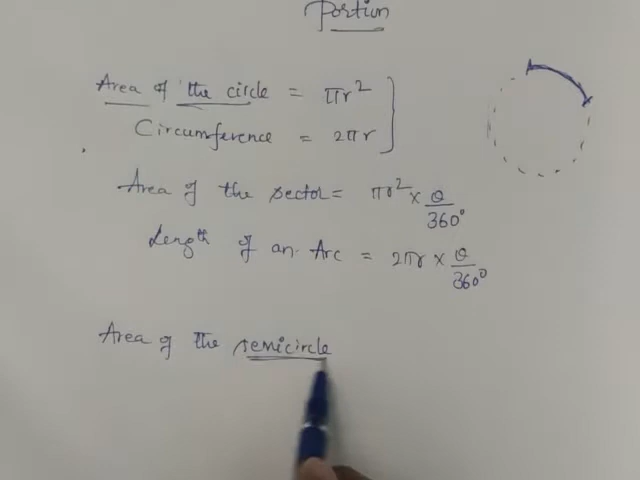 Portion
Area of the circle = πr²
Circumference = 2πr
Area of the sector = πr² × θ/360°
Length of an Arc = 2πr × θ/360°
Area of the semicircle